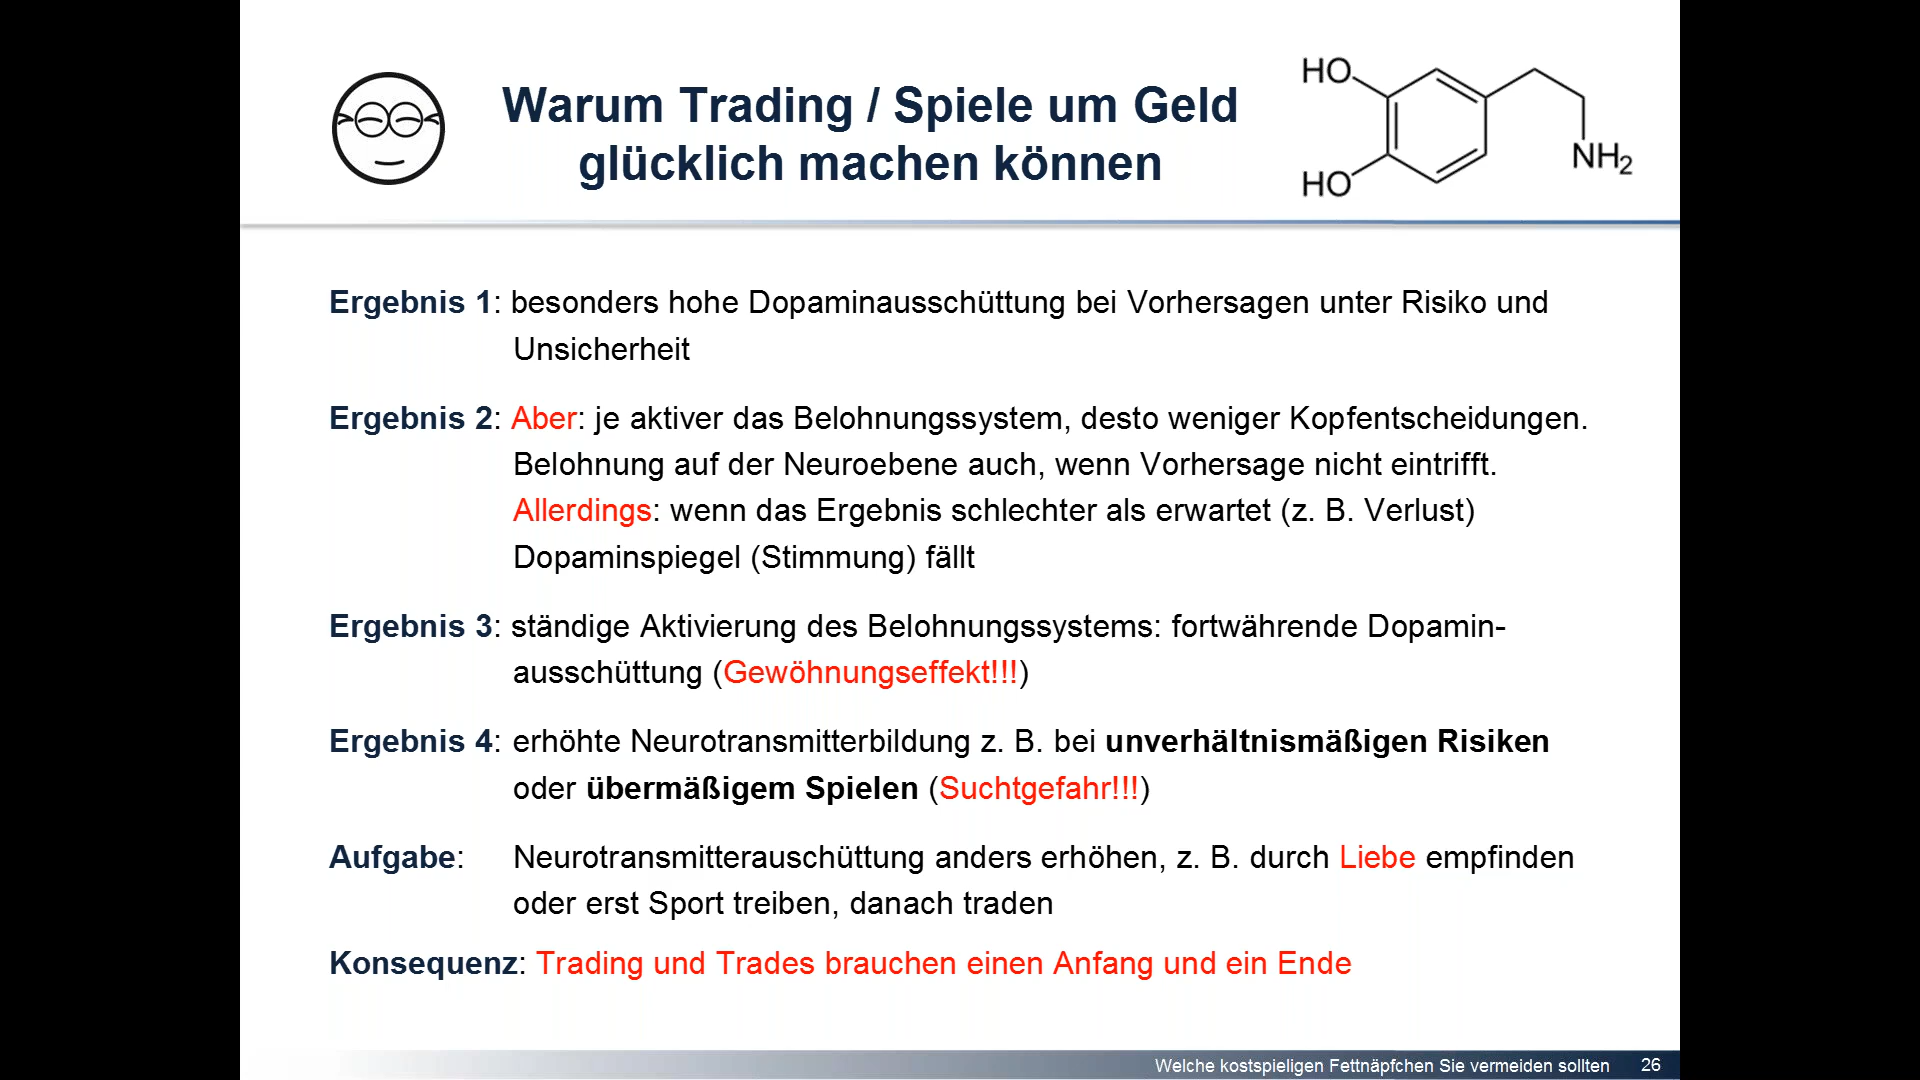 Warum Trading / Spiele um Geld
glücklich machen können
HO
HO
NH2
Ergebnis 1: besonders hohe Dopaminausschüttung bei Vorhersagen unter Risiko und
Unsicherheit
Ergebnis 2: Aber: je aktiver das Belohnungssystem, desto weniger Kopfentscheidungen.
Belohnung auf der Neuroebene auch, wenn Vorhersage nicht eintrifft.
Allerdings: wenn das Ergebnis schlechter als erwartet (z. B. Verlust)
Dopaminspiegel (Stimmung) fällt
Ergebnis 3: ständige Aktivierung des Belohnungssystems: fortwährende Dopamin-
ausschüttung (Gewöhnungseffekt!!!)
Ergebnis 4: erhöhte Neurotransmitterbildung z. B. bei unverhältnismäßigen Risiken
oder übermäßigem Spielen (Suchtgefahr!!!)
Aufgabe: Neurotransmitterauschüttung anders erhöhen, z. B. durch Liebe empfinden
oder erst Sport treiben, danach traden
Konsequenz: Trading und Trades brauchen einen Anfang und ein Ende
Welche kostspieligen Fettnäpfchen Sie vermeiden sollten 26